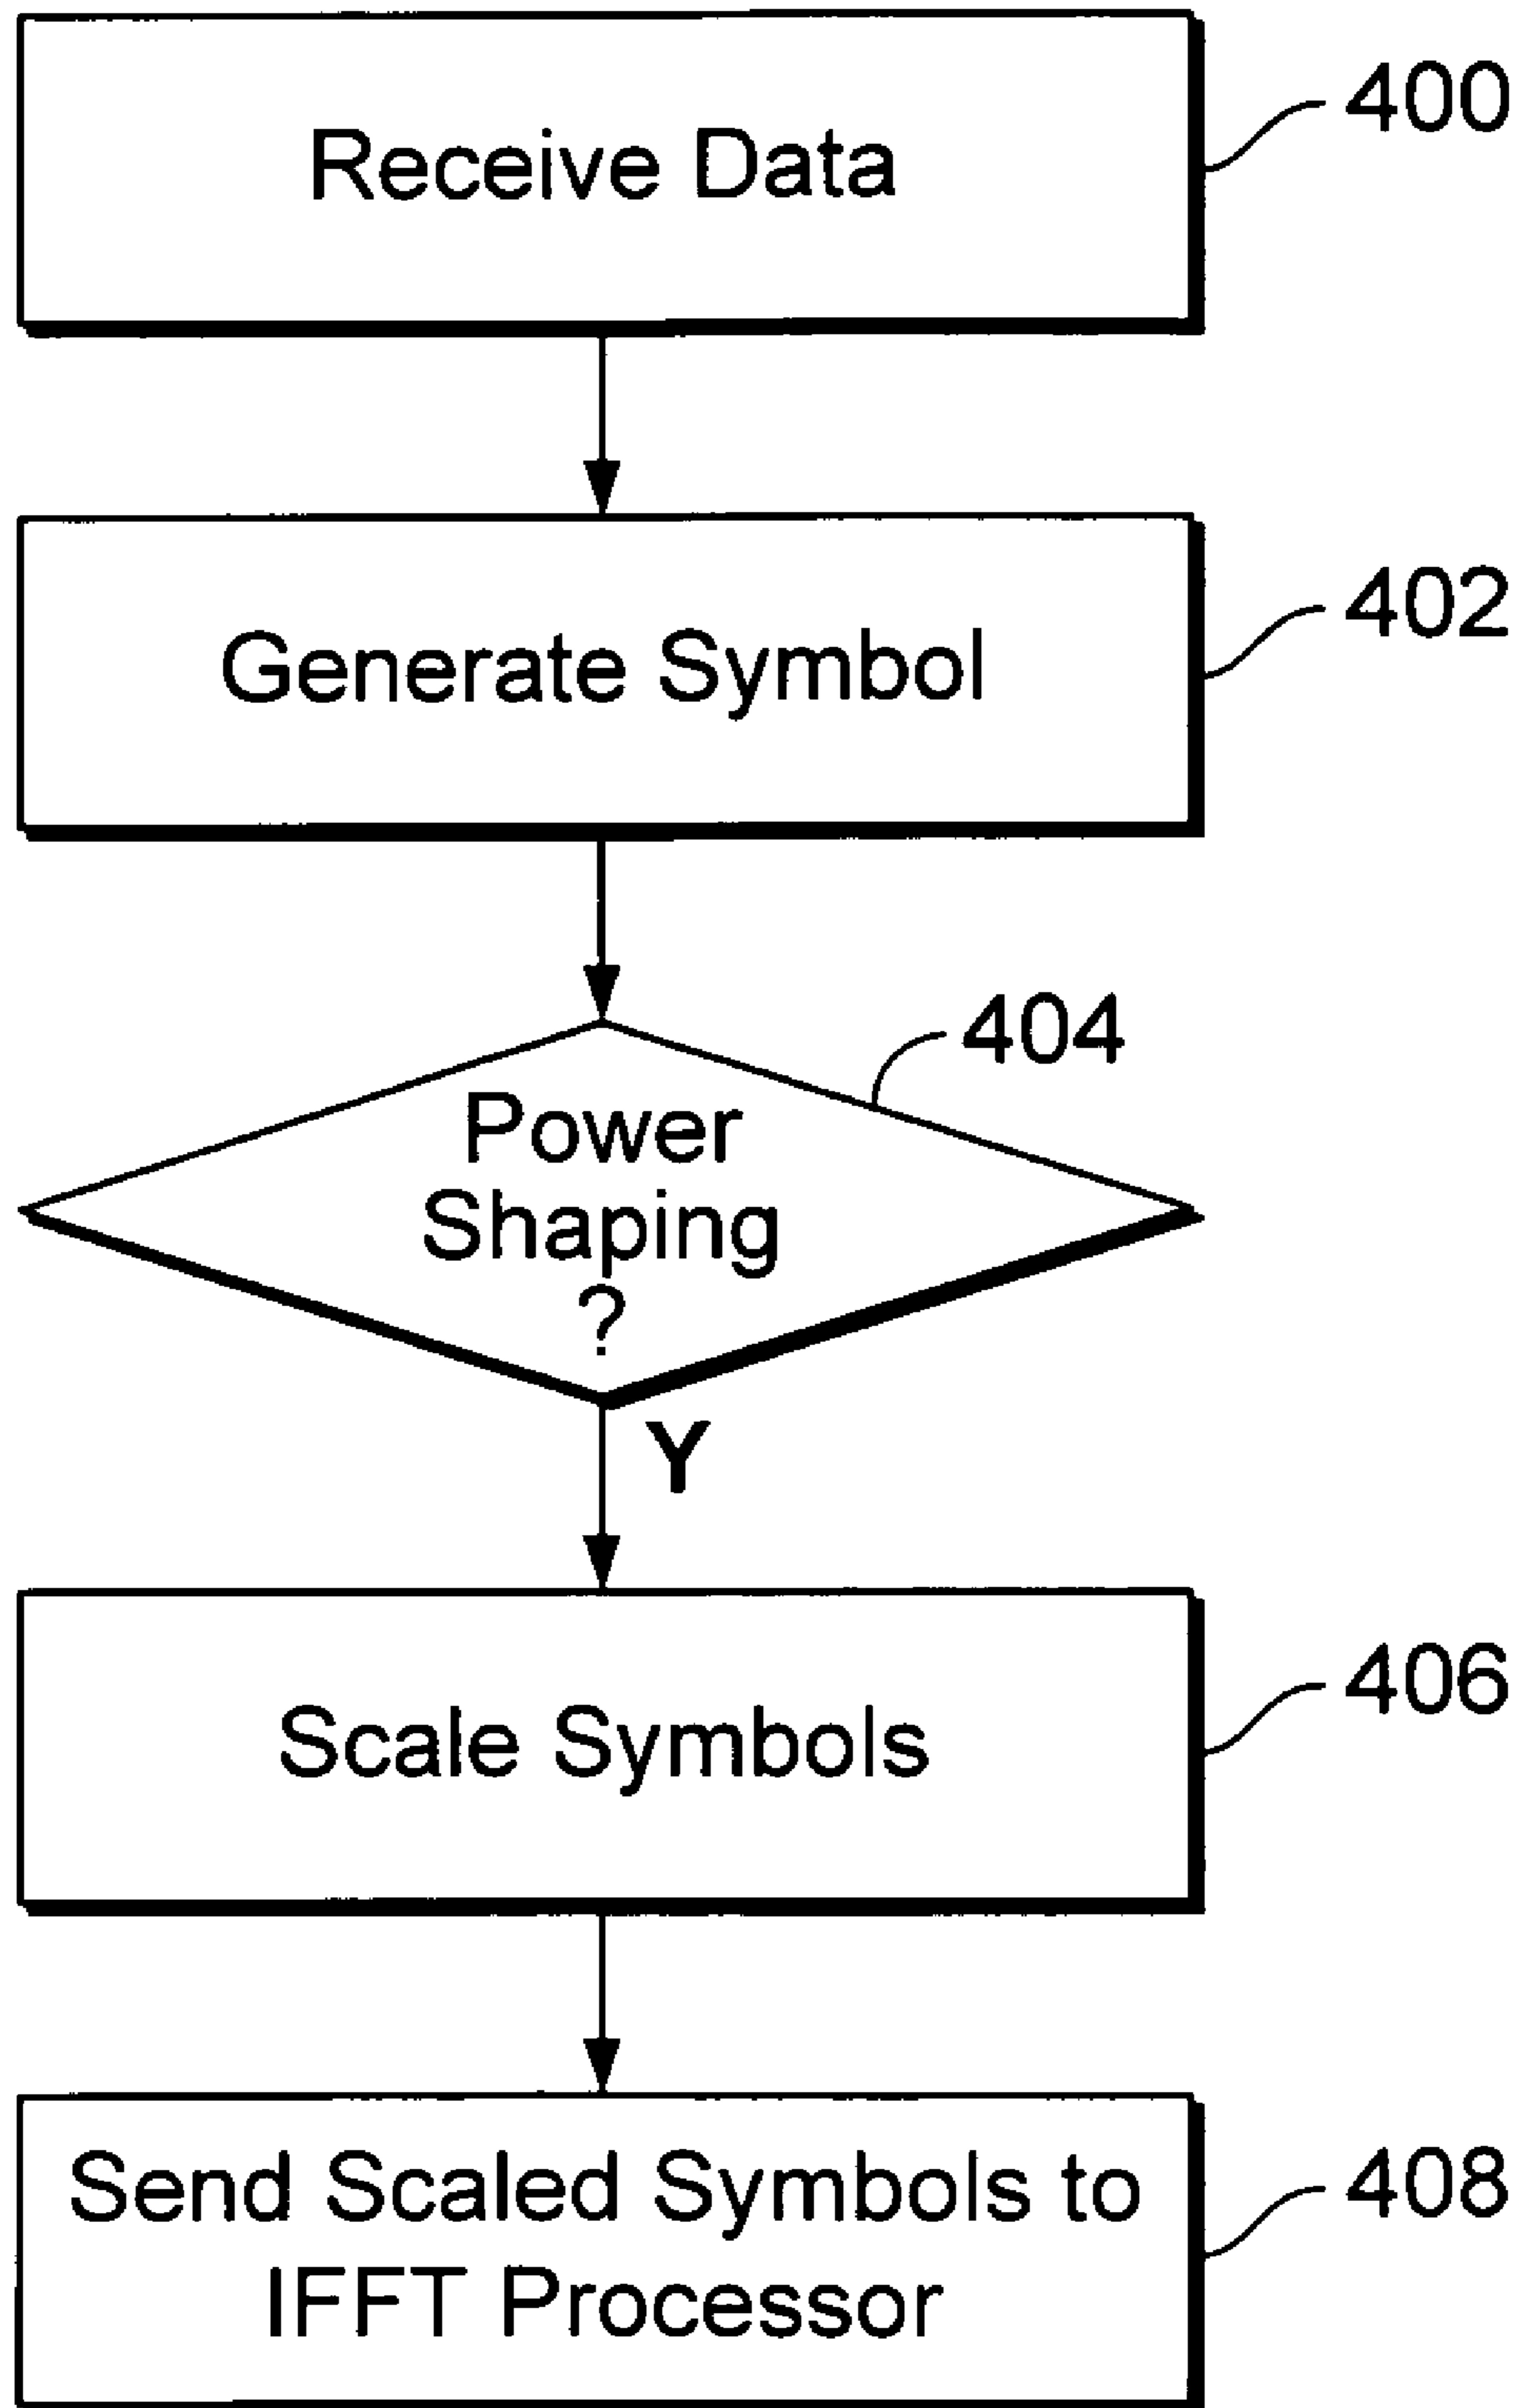 Receive Data
400
Generate Symbol
402
404
Power
Shaping
?
Y
Scale Symbols
406
Send Scaled Symbols to
IFFT Processor
408